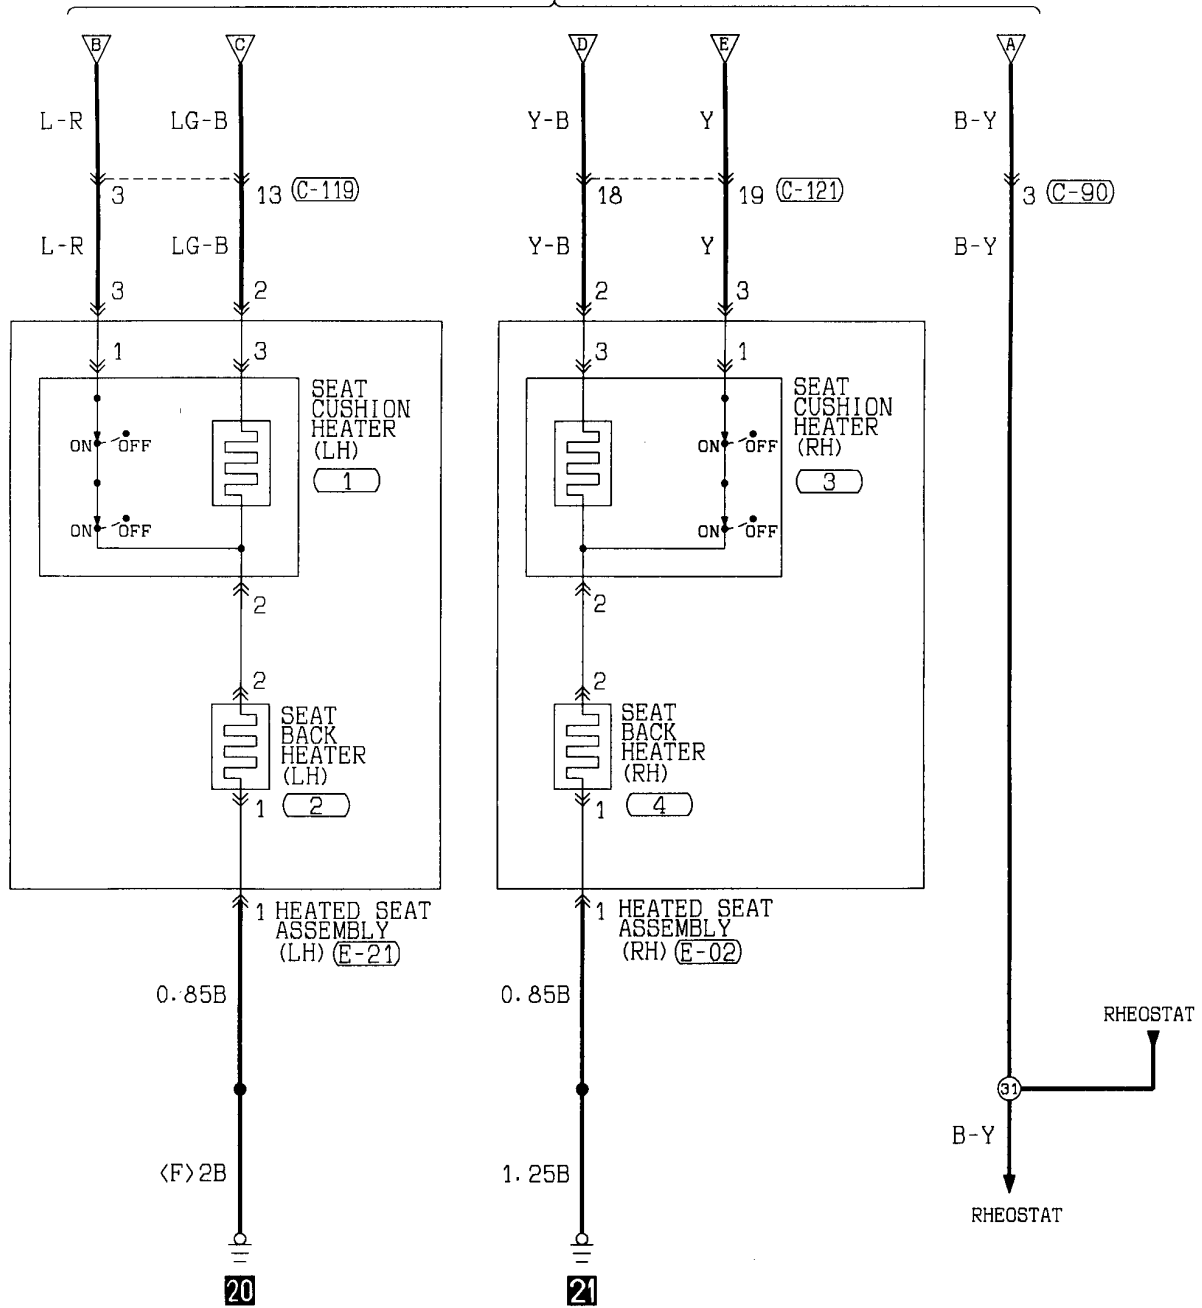 B C D E A
L-R LG-B Y-B Y B-Y
3 13 C-119 18 19 C-121 3 C-90
L-R LG-B Y-B Y B-Y
3 2 2 3
1 3 3 1
SEAT
CUSHION
HEATER
(LH)
1
ON OFF
ON OFF
SEAT
CUSHION
HEATER
(RH)
3
ON OFF
ON OFF
2 2
2 2
SEAT
BACK
HEATER
(LH)
2
1
SEAT
BACK
HEATER
(RH)
4
1
1 HEATED SEAT
ASSEMBLY
(LH) E-21
1 HEATED SEAT
ASSEMBLY
(RH) E-02
0.85B 0.85B
RHEOSTAT
31
B-Y
<F>2B 1.25B
RHEOSTAT
20 21